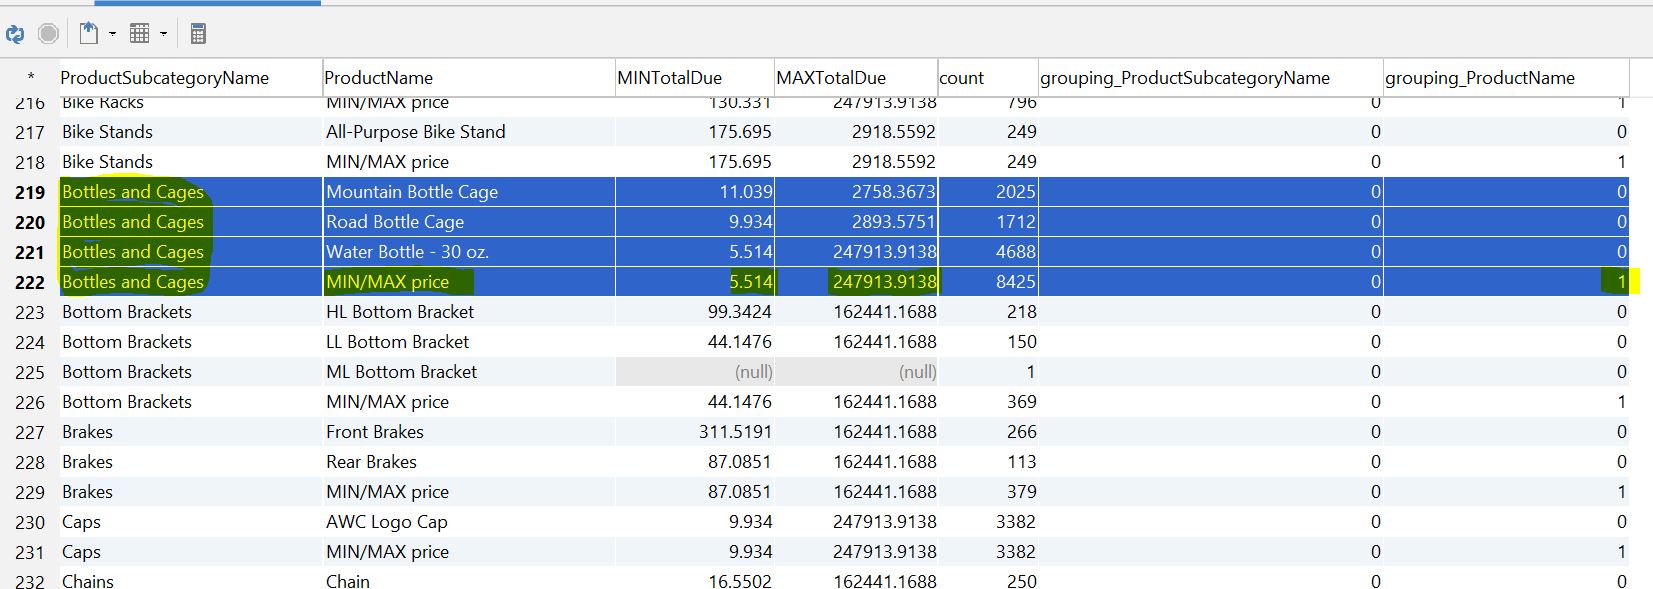 * ProductSubcategoryName ProductName MINTotalDue MAXTotalDue count grouping_ProductSubcategoryName grouping_ProductName
216 Bike Racks MIN/MAX price 130.331 247913.9138 796 0 1
217 Bike Stands All-Purpose Bike Stand 175.695 2918.5592 249 0 0
218 Bike Stands MIN/MAX price 175.695 2918.5592 249 0 1
219 Bottles and Cages Mountain Bottle Cage 11.039 2758.3673 2025 0 0
220 Bottles and Cages Road Bottle Cage 9.934 2893.5751 1712 0 0
221 Bottles and Cages Water Bottle - 30 oz. 5.514 247913.9138 4688 0 0
222 Bottles and Cages MIN/MAX price 5.514 247913.9138 8425 0 1
223 Bottom Brackets HL Bottom Bracket 99.3424 162441.1688 218 0 0
224 Bottom Brackets LL Bottom Bracket 44.1476 162441.1688 150 0 0
225 Bottom Brackets ML Bottom Bracket (null) (null) 1 0 0
226 Bottom Brackets MIN/MAX price 44.1476 162441.1688 369 0 1
227 Brakes Front Brakes 311.5191 162441.1688 266 0 0
228 Brakes Rear Brakes 87.0851 162441.1688 113 0 0
229 Brakes MIN/MAX price 87.0851 162441.1688 379 0 1
230 Caps AWC Logo Cap 9.934 247913.9138 3382 0 0
231 Caps MIN/MAX price 9.934 247913.9138 3382 0 1
232 Chains Chain 16.5502 162441.1688 250 0 0